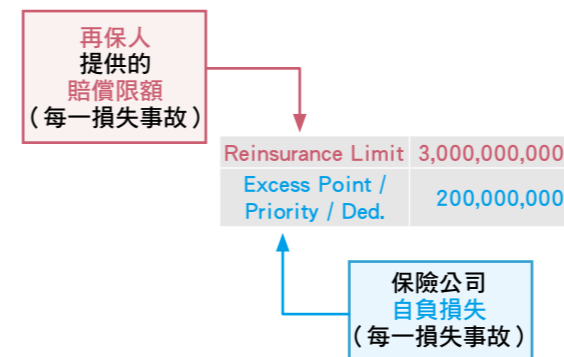 再保人
提供的
賠償限額
（每一損失事故）
Reinsurance Limit 3,000,000,000
Excess Point /
Priority / Ded.
200,000,000
保險公司
自負損失
（每一損失事故）